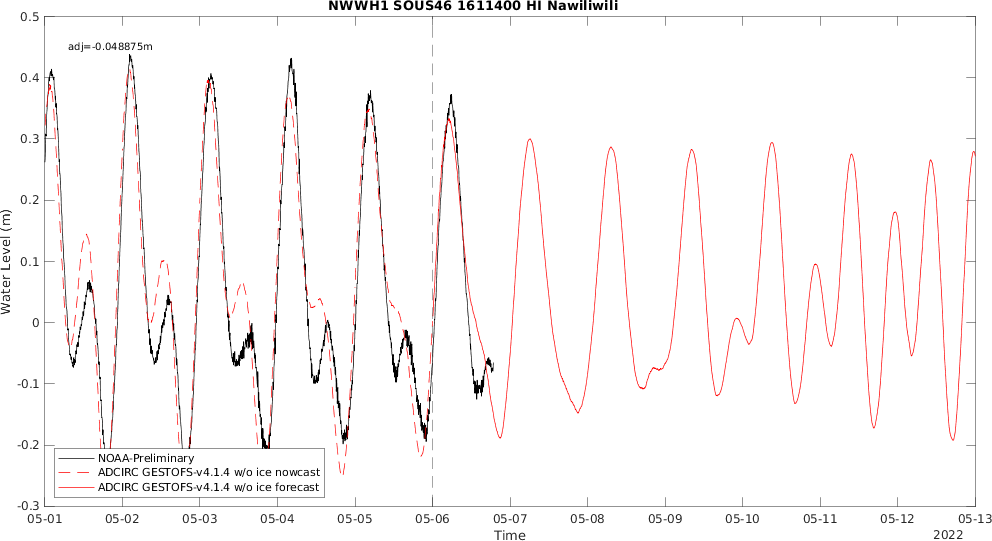 NWWH1 SOUS46 1611400 HI Nawiliwili
adj=-0.048875m
0.5
0.4
0.3
0.2
0.1
0
-0.1
-0.2
-0.3
Water Level (m)
NOAA-Preliminary
ADCIRC GESTOFS-v4.1.4 w/o ice nowcast
ADCIRC GESTOFS-v4.1.4 w/o ice forecast
05-01 05-02 05-03 05-04 05-05 05-06 05-07 05-08 05-09 05-10 05-11 05-12 05-13
Time
2022